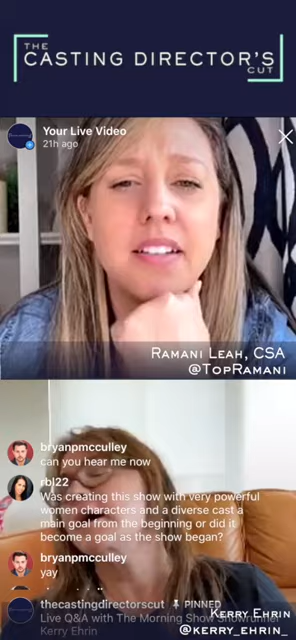 THE
CASTING DIRECTOR'S
CUT
Your Live Video
21h ago
RAMANI LEAH, CSA
@TOPRAMANI
bryanpmcculley
can you hear me now
rbl22
Was creating this show with very powerful
women characters and a diverse cast a
main goal from the beginning or did it
become a goal as the show began?
bryanpmcculley
yay
thecastingdirectorscut PINNED
Live Q&A with The Morning Show Showrunner
Kerry Ehrin
KERRY EHRIN
@KERRY_EHRIN_